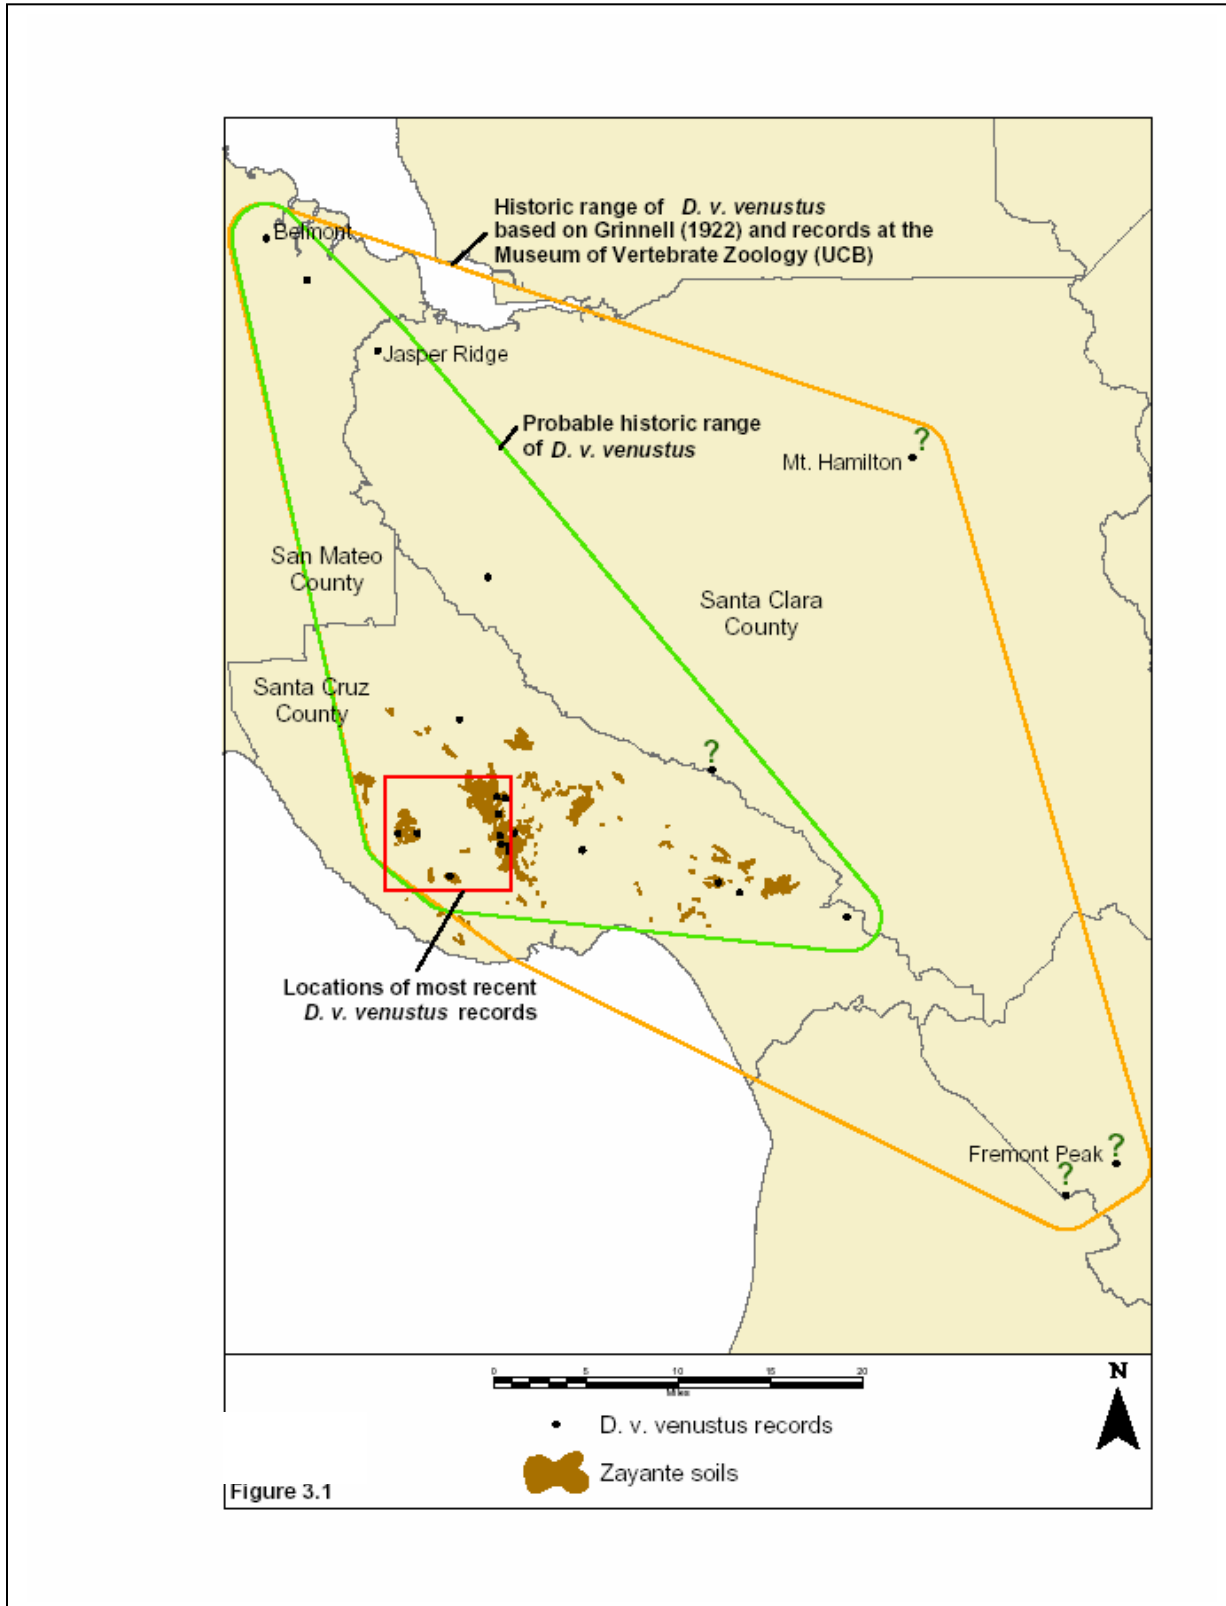 Historic range of D. v. venustus
based on Grinnell (1922) and records at the
Museum of Vertebrate Zoology (UCB)
Belmont
Jasper Ridge
Probable historic range
of D. v. venustus
?
Mt. Hamilton
San Mateo
County
Santa Clara
County
Santa Cruz
County
?
Locations of most recent
D. v. venustus records
?
Fremont Peak
?
0 5 10 15 20
Miles
N
D. v. venustus records
Zayante soils
Figure 3.1